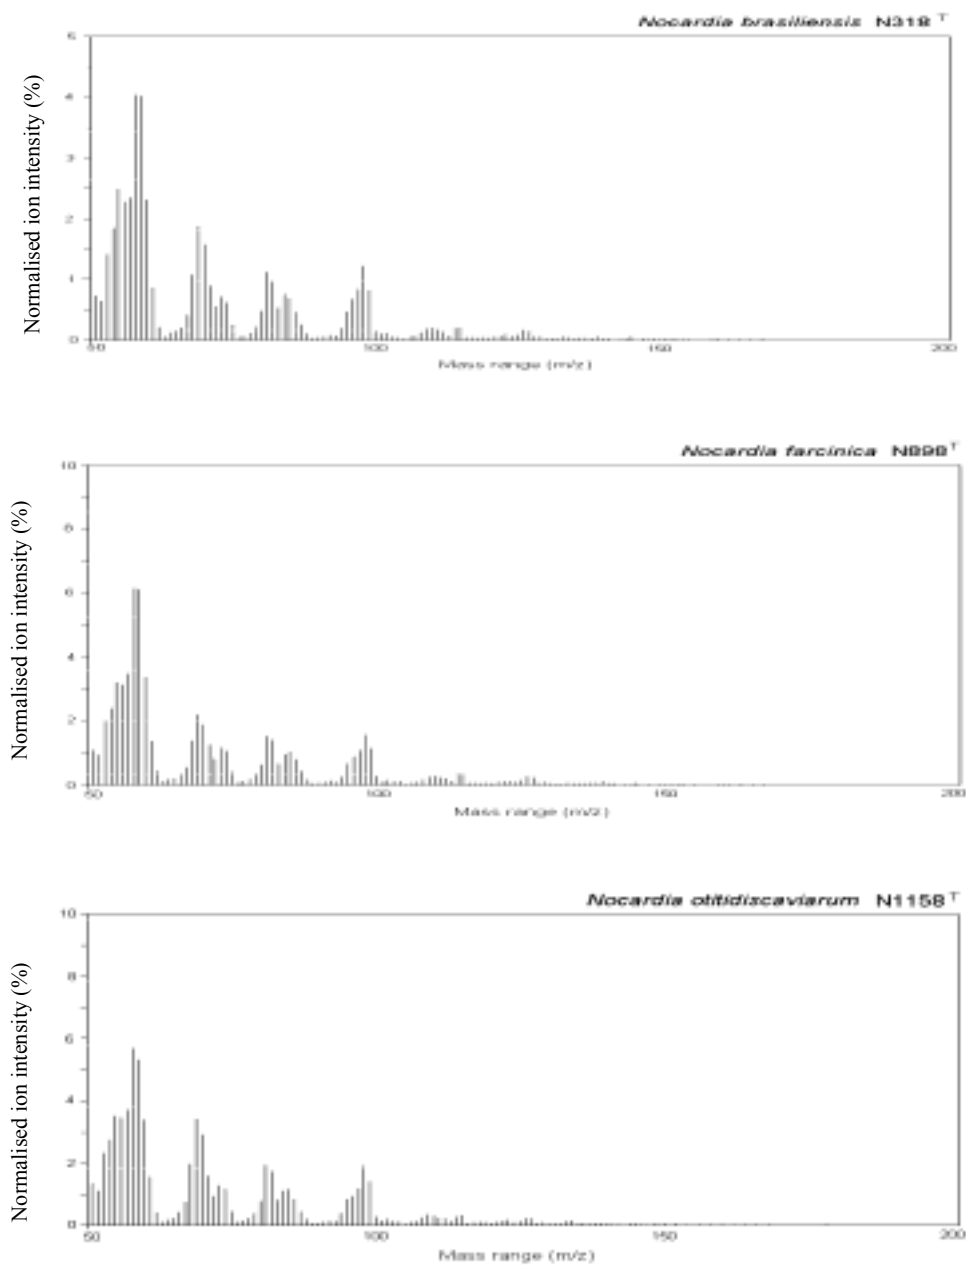 Nocardia brasiliensis N318 T
Normalised ion intensity (%)
5
4
3
2
1
0
50 100 150 200
Mass range (m/z)
Nocardia farcinica N898 T
Normalised ion intensity (%)
10
8
6
4
2
0
50 100 150 200
Mass range (m/z)
Nocardia otitidiscaviarum N1158 T
Normalised ion intensity (%)
10
8
6
4
2
0
50 100 150 200
Mass range (m/z)